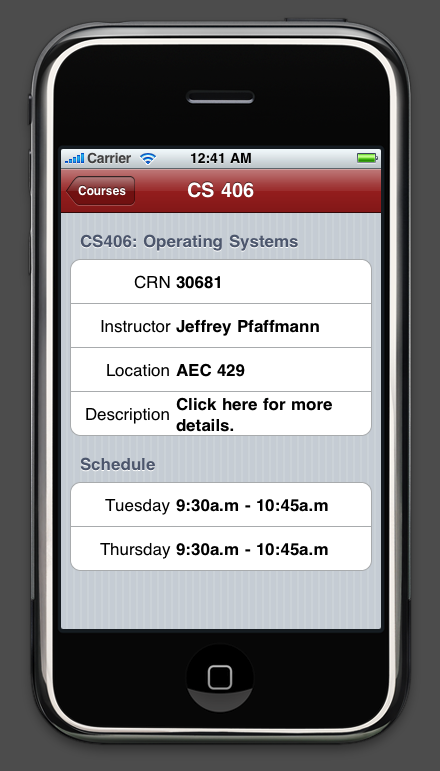 Carrier 12:41 AM
Courses CS 406
CS406: Operating Systems
CRN 30681
Instructor Jeffrey Pfaffmann
Location AEC 429
Description Click here for more
details.
Schedule
Tuesday 9:30a.m - 10:45a.m
Thursday 9:30a.m - 10:45a.m